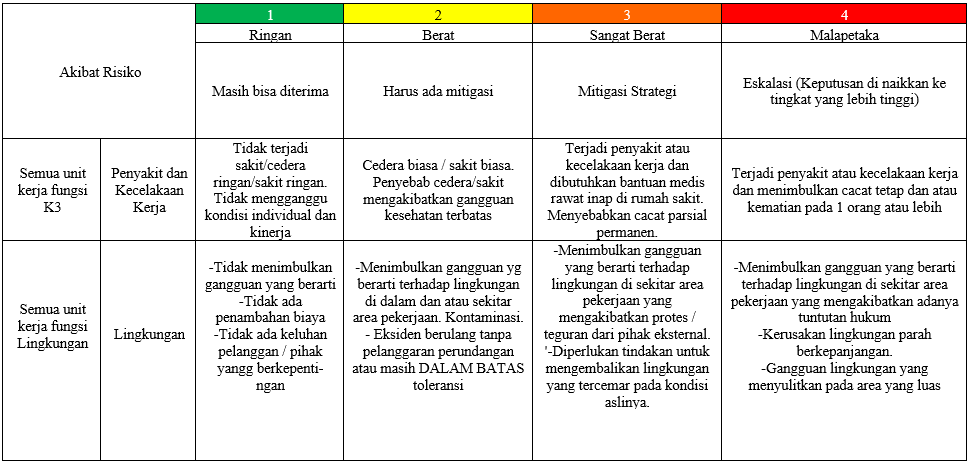 Akibat Risiko
1
2
3
4
Ringan
Berat
Sangat Berat
Malapetaka
Masih bisa diterima
Harus ada mitigasi
Mitigasi Strategi
Eskalasi (Keputusan di naikkan ke
tingkat yang lebih tinggi)
Semua unit
kerja fungsi
K3
Penyakit dan
Kecelakaan
Kerja
Tidak terjadi
sakit/cedera
ringan/sakit ringan.
Tidak mengganggu
kondisi individual dan
kinerja
Cedera biasa / sakit biasa.
Penyebab cedera/sakit
mengakibatkan gangguan
kesehatan terbatas
Terjadi penyakit atau
kecelakaan kerja dan
dibutuhkan bantuan medis
rawat inap di rumah sakit.
Menyebabkan cacat parsial
permanen.
Terjadi penyakit atau kecelakaan kerja
dan menimbulkan cacat tetap dan atau
kematian pada 1 orang atau lebih
Semua unit
kerja fungsi
Lingkungan
Lingkungan
-Tidak menimbulkan
gangguan yang berarti
-Tidak ada
penambahan biaya
-Tidak ada keluhan
pelanggan / pihak
yangg berkepenti-
ngan
-Menimbulkan gangguan yg
berarti terhadap lingkungan
di dalam dan atau sekitar
area pekerjaan. Kontaminasi.
- Eksiden berulang tanpa
pelanggaran perundangan
atau masih DALAM BATAS
toleransi
-Menimbulkan gangguan
yang berarti terhadap
lingkungan di sekitar area
pekerjaan yang
mengakibatkan protes /
teguran dari pihak eksternal.
'-Diperlukan tindakan untuk
mengembalikan lingkungan
yang tercemar pada kondisi
aslinya.
-Menimbulkan gangguan yang berarti
terhadap lingkungan di sekitar area
pekerjaan yang mengakibatkan adanya
tuntutan hukum
-Kerusakan lingkungan parah
berkepanjangan.
-Gangguan lingkungan yang
menyulitkan pada area yang luas